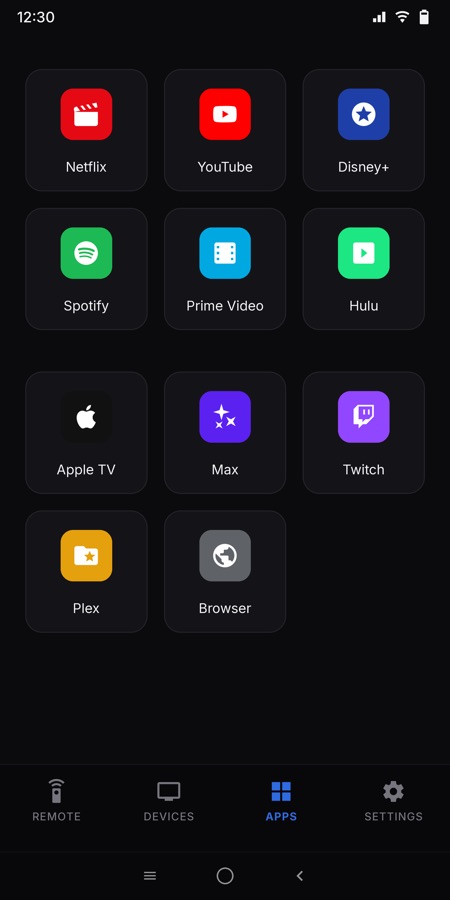 12:30
Netflix
YouTube
Disney+
Spotify
Prime Video
Hulu
Apple TV
Max
Twitch
Plex
Browser
REMOTE
DEVICES
APPS
SETTINGS